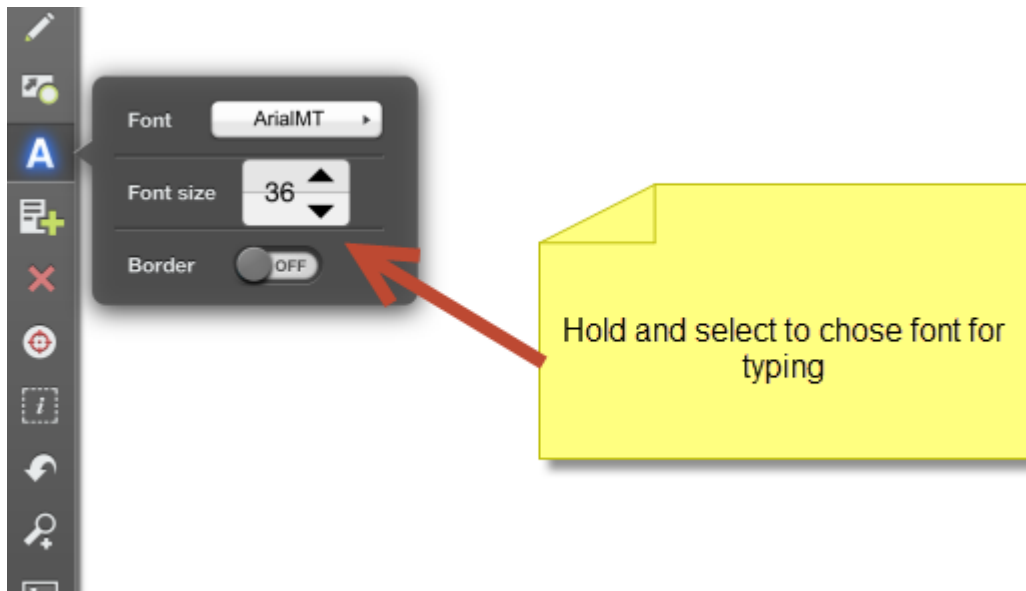 A
Font ArialMT
Font size 36
Border OFF
i
Hold and select to chose font for
typing